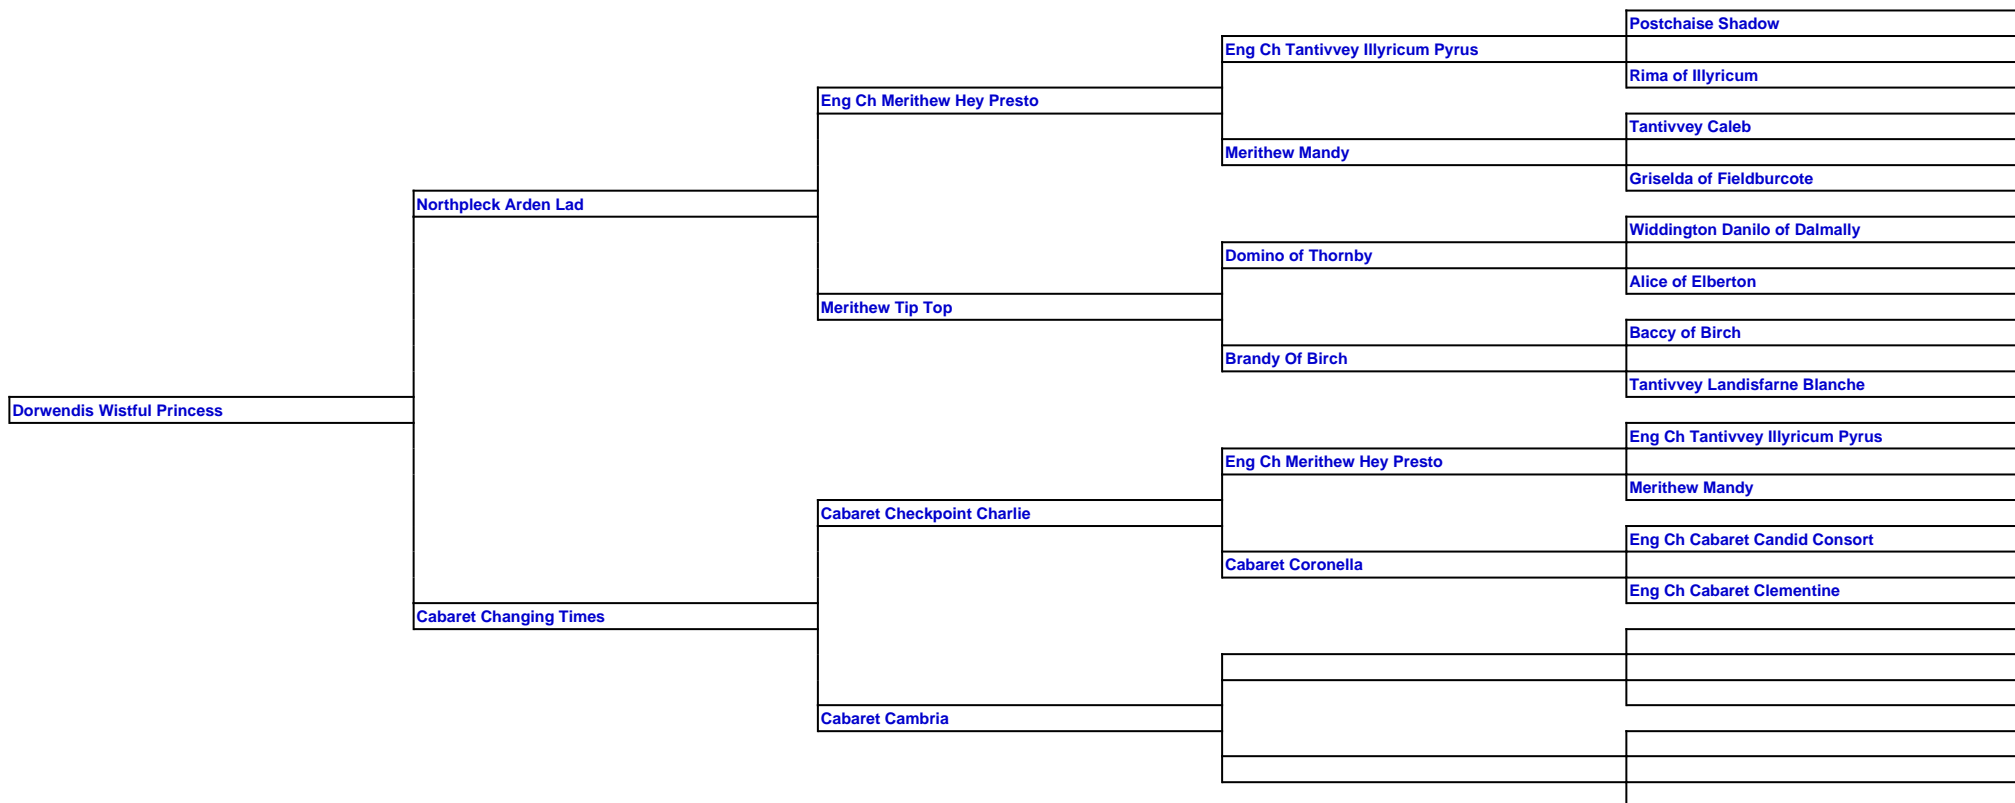 Postchaise Shadow
Eng Ch Tantivvey Illyricum Pyrus
Rima of Illyricum
Eng Ch Merithew Hey Presto
Tantivvey Caleb
Merithew Mandy
Griselda of Fieldburcote
Northpleck Arden Lad
Widdington Danilo of Dalmally
Domino of Thornby
Alice of Elberton
Merithew Tip Top
Baccy of Birch
Brandy Of Birch
Tantivvey Landisfarne Blanche
Dorwendis Wistful Princess
Eng Ch Tantivvey Illyricum Pyrus
Eng Ch Merithew Hey Presto
Merithew Mandy
Cabaret Checkpoint Charlie
Eng Ch Cabaret Candid Consort
Cabaret Coronella
Eng Ch Cabaret Clementine
Cabaret Changing Times
Cabaret Cambria